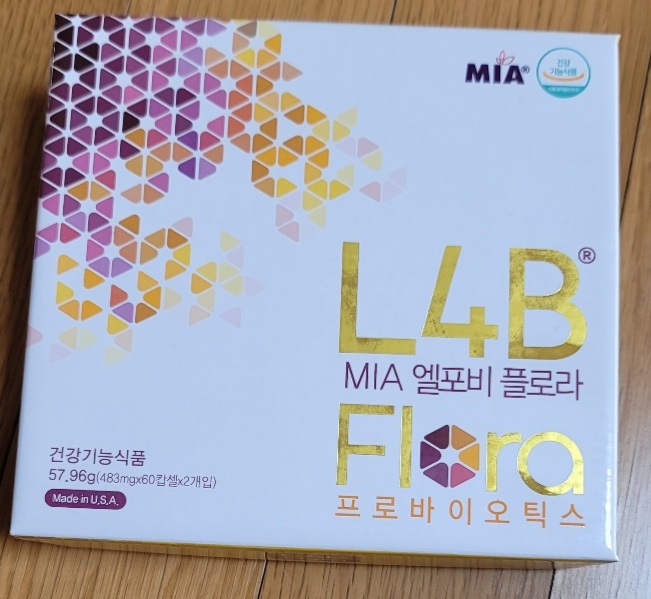 MIA®
건강
기능식품
L4B®
MIA 엘포비 플로라
Flora
프로바이오틱스
건강기능식품
57.96g(483mgx60캡셀x2개입)
Made in U.S.A.